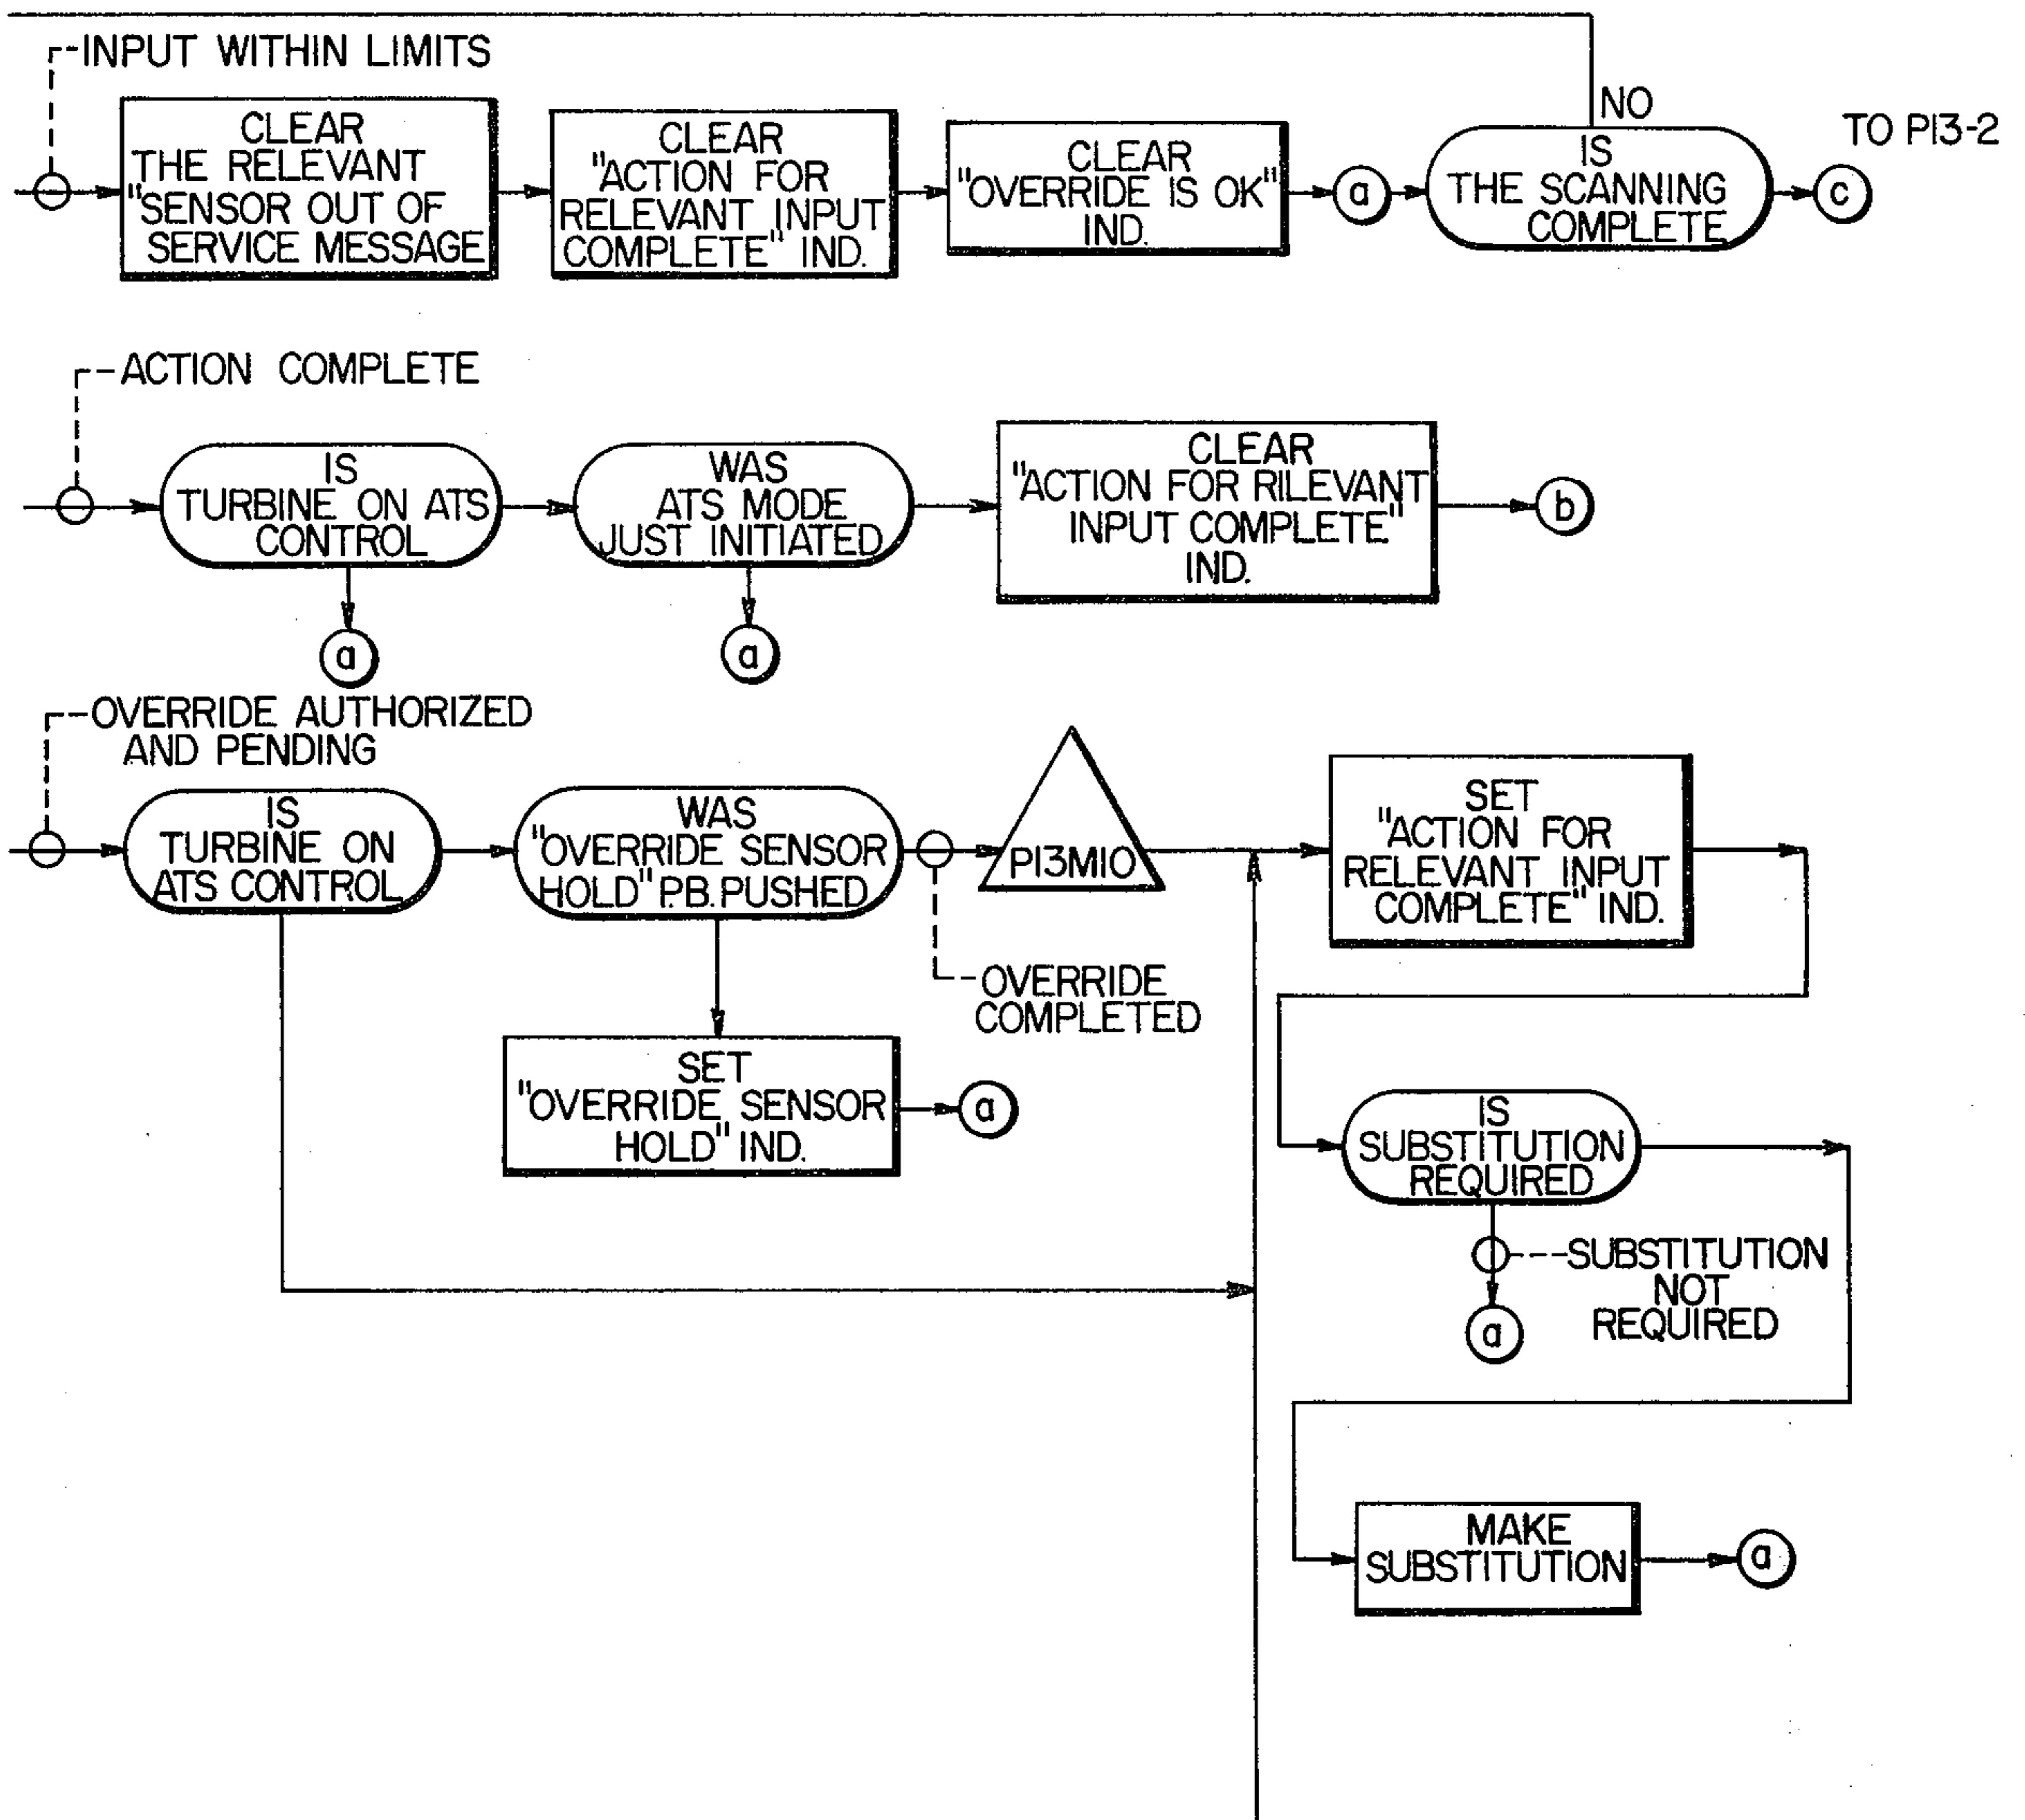 INPUT WITHIN LIMITS
CLEAR
THE RELEVANT
"SENSOR OUT OF
SERVICE MESSAGE
CLEAR
"ACTION FOR
RELEVANT INPUT
COMPLETE" IND.
CLEAR
"OVERRIDE IS OK"
IND.
a
NO
IS
THE SCANNING
COMPLETE
TO P13-2
c
ACTION COMPLETE
IS
TURBINE ON ATS
CONTROL
a
WAS
ATS MODE
JUST INITIATED
a
CLEAR
"ACTION FOR RILEVANT
INPUT COMPLETE"
IND.
b
OVERRIDE AUTHORIZED
AND PENDING
IS
TURBINE ON
ATS CONTROL
WAS
"OVERRIDE SENSOR
HOLD" P.B. PUSHED
OVERRIDE
COMPLETED
P13M10
SET
"ACTION FOR
RELEVANT INPUT
COMPLETE" IND.
SET
"OVERRIDE SENSOR
HOLD" IND.
a
IS
SUBSTITUTION
REQUIRED
SUBSTITUTION
NOT
REQUIRED
a
MAKE
SUBSTITUTION
a